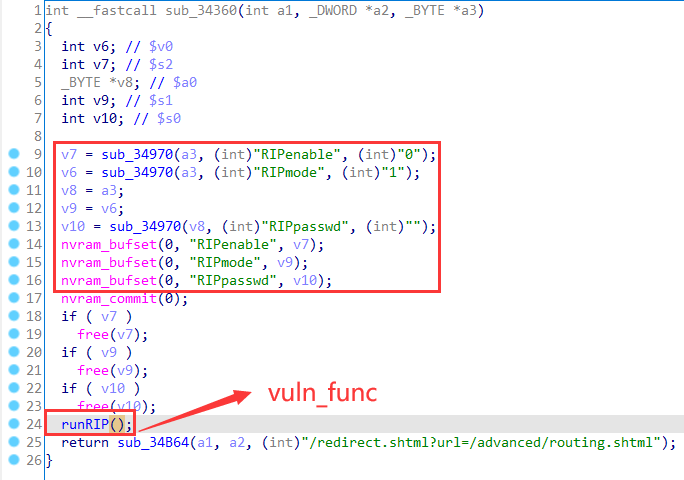 1 int __fastcall sub_34360(int a1, _DWORD *a2, _BYTE *a3)
2 {
3 int v6; // $v0
4 int v7; // $s2
5 _BYTE *v8; // $a0
6 int v9; // $s1
7 int v10; // $s0
8
9 v7 = sub_34970(a3, (int)"RIPenable", (int)"0");
10 v6 = sub_34970(a3, (int)"RIPmode", (int)"1");
11 v8 = a3;
12 v9 = v6;
13 v10 = sub_34970(v8, (int)"RIPpasswd", (int)"");
14 nvram_bufset(0, "RIPenable", v7);
15 nvram_bufset(0, "RIPmode", v9);
16 nvram_bufset(0, "RIPpasswd", v10);
17 nvram_commit(0);
18 if ( v7 )
19 free(v7);
20 if ( v9 )
21 free(v9);
22 if ( v10 )
23 free(v10);
vuln_func
24 runRIP();
25 return sub_34B64(a1, a2, (int)"/redirect.shtml?url=/advanced/routing.shtml");
26 }